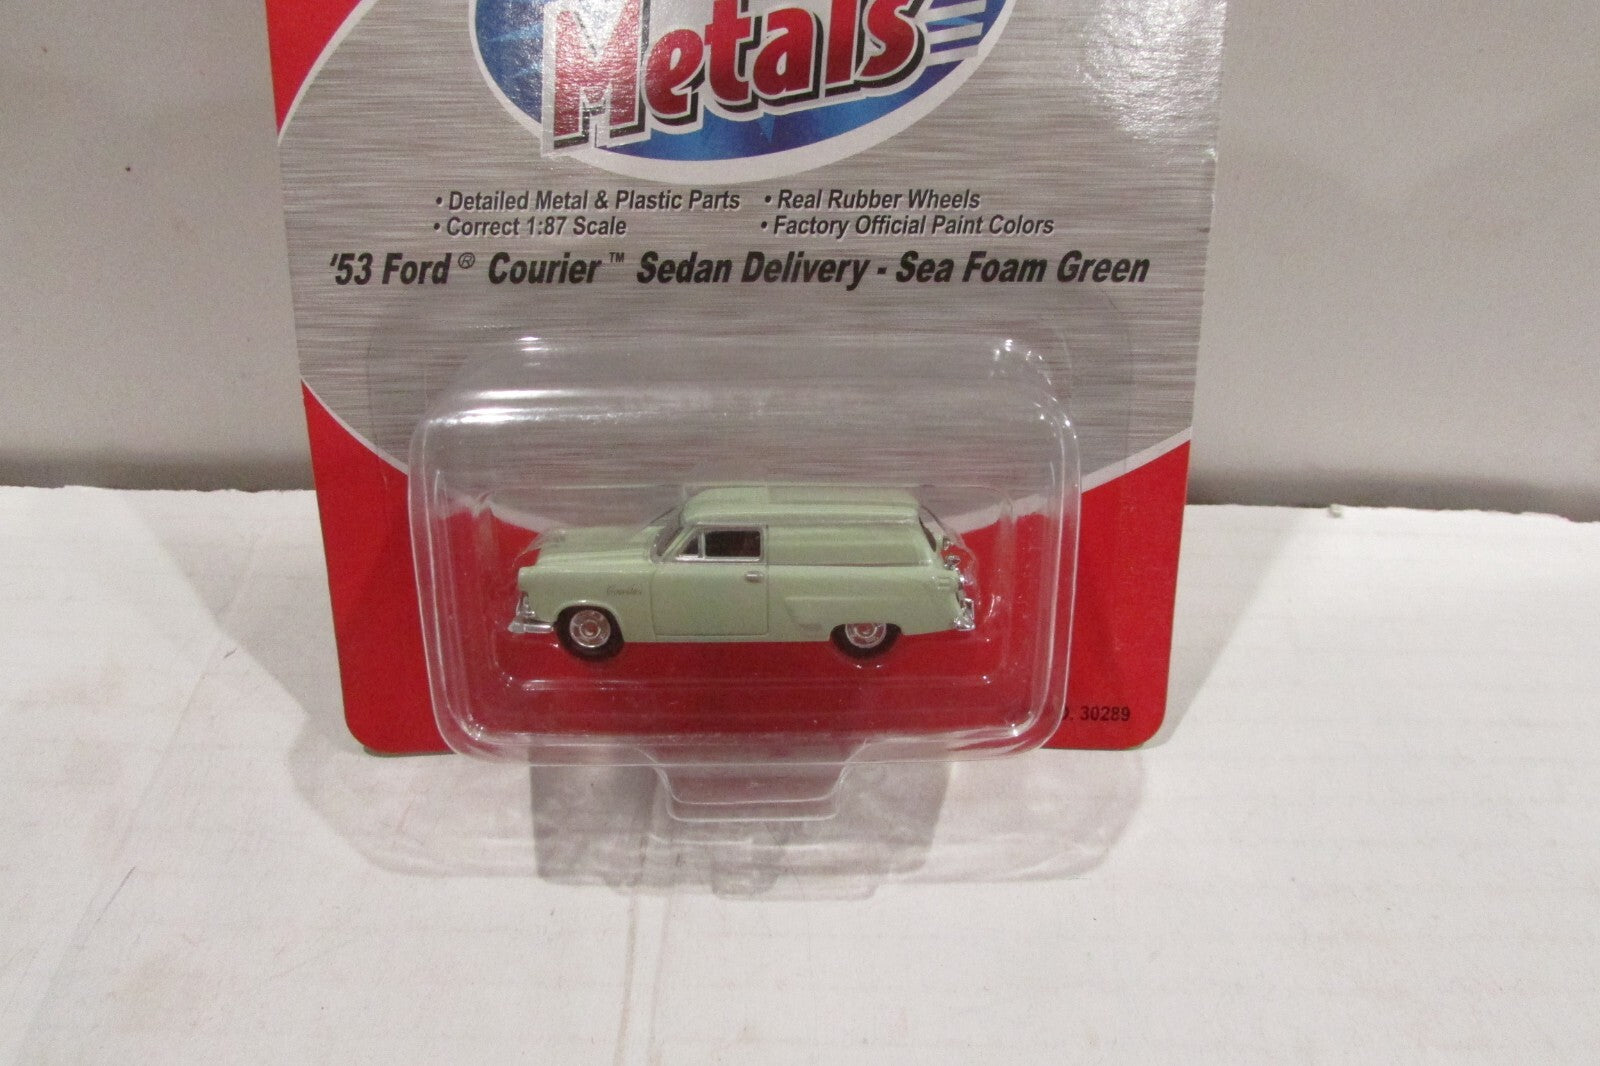 Metals
• Detailed Metal & Plastic Parts • Real Rubber Wheels
• Correct 1:87 Scale • Factory Official Paint Colors
'53 Ford® Courier™ Sedan Delivery - Sea Foam Green
Courier
30289